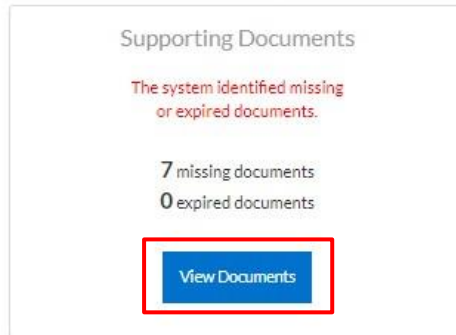 Supporting Documents
The system identified missing
or expired documents.
7 missing documents
0 expired documents
View Documents